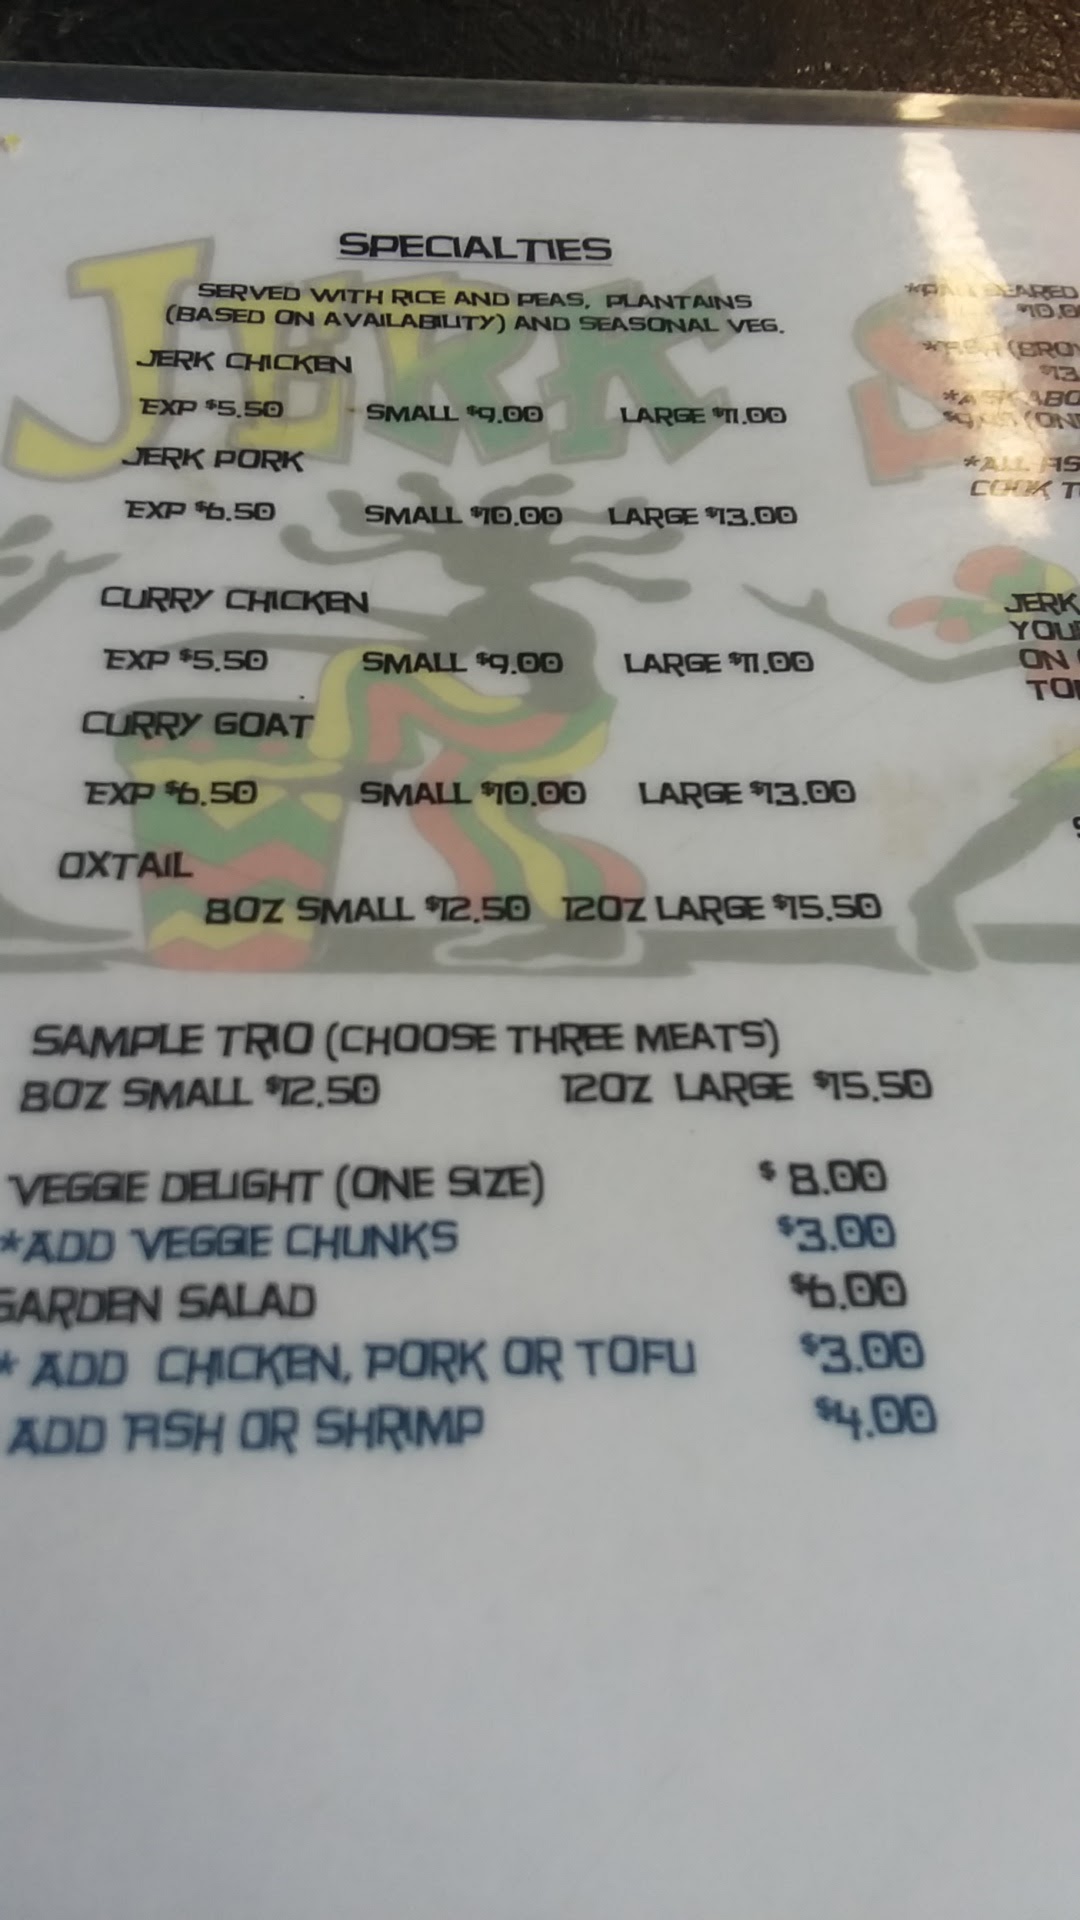 SPECIALTIES
SERVED WITH RICE AND PEAS, PLANTAINS
(BASED ON AVAILABILITY) AND SEASONAL VEG.
JERK CHICKEN
EXP $5.50 SMALL $9.00 LARGE $11.00
JERK PORK
EXP $6.50 SMALL $10.00 LARGE $13.00
CURRY CHICKEN
EXP $5.50 SMALL $9.00 LARGE $11.00
CURRY GOAT
EXP $6.50 SMALL $10.00 LARGE $13.00
OXTAIL
8OZ SMALL $12.50 12OZ LARGE $15.50
SAMPLE TRIO (CHOOSE THREE MEATS)
8OZ SMALL $12.50 12OZ LARGE $15.50
VEGGIE DELIGHT (ONE SIZE) $ 8.00
*ADD VEGGIE CHUNKS $3.00
GARDEN SALAD $6.00
* ADD CHICKEN, PORK OR TOFU $3.00
ADD FISH OR SHRIMP $4.00
JERK
*ALL
COOK
JERK
ON